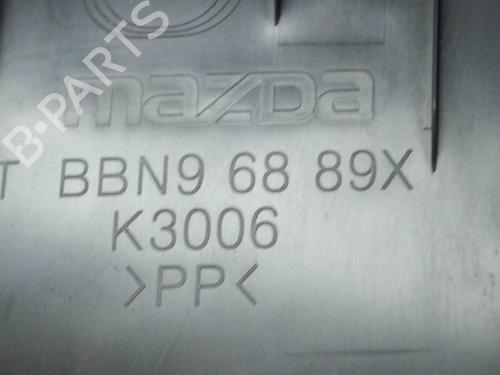 B-PARTS
mazda
T BBN9 68 89X
K3006
>PP<